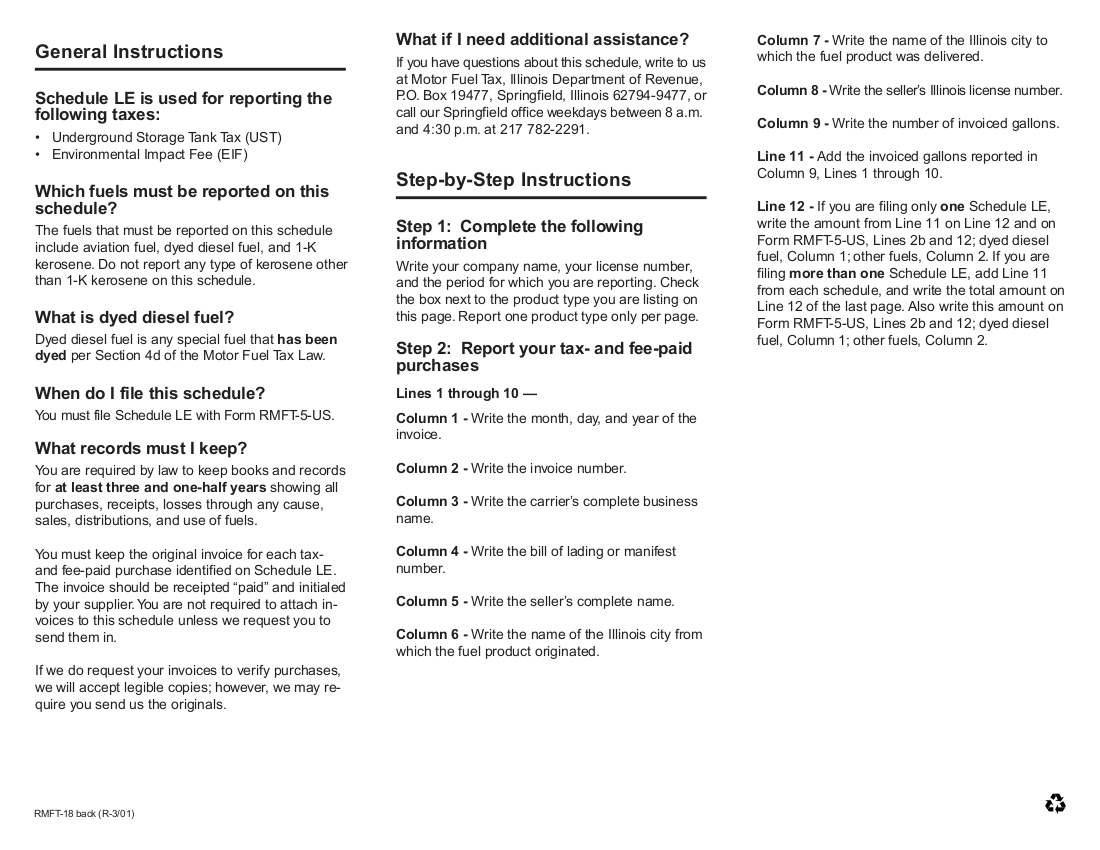 General Instructions
Schedule LE is used for reporting the
following taxes:
• Underground Storage Tank Tax (UST)
• Environmental Impact Fee (EIF)
Which fuels must be reported on this
schedule?
The fuels that must be reported on this schedule
include aviation fuel, dyed diesel fuel, and 1-K
kerosene. Do not report any type of kerosene other
than 1-K kerosene on this schedule.
What is dyed diesel fuel?
Dyed diesel fuel is any special fuel that has been
dyed per Section 4d of the Motor Fuel Tax Law.
When do I file this schedule?
You must file Schedule LE with Form RMFT-5-US.
What records must I keep?
You are required by law to keep books and records
for at least three and one-half years showing all
purchases, receipts, losses through any cause,
sales, distributions, and use of fuels.
You must keep the original invoice for each tax-
and fee-paid purchase identified on Schedule LE.
The invoice should be receipted “paid” and initialed
by your supplier. You are not required to attach in-
voices to this schedule unless we request you to
send them in.
If we do request your invoices to verify purchases,
we will accept legible copies; however, we may re-
quire you send us the originals.
What if I need additional assistance?
If you have questions about this schedule, write to us
at Motor Fuel Tax, Illinois Department of Revenue,
P.O. Box 19477, Springfield, Illinois 62794-9477, or
call our Springfield office weekdays between 8 a.m.
and 4:30 p.m. at 217 782-2291.
Step-by-Step Instructions
Step 1: Complete the following
information
Write your company name, your license number,
and the period for which you are reporting. Check
the box next to the product type you are listing on
this page. Report one product type only per page.
Step 2: Report your tax- and fee-paid
purchases
Lines 1 through 10 —
Column 1 - Write the month, day, and year of the
invoice.
Column 2 - Write the invoice number.
Column 3 - Write the carrier’s complete business
name.
Column 4 - Write the bill of lading or manifest
number.
Column 5 - Write the seller’s complete name.
Column 6 - Write the name of the Illinois city from
which the fuel product originated.
Column 7 - Write the name of the Illinois city to
which the fuel product was delivered.
Column 8 - Write the seller’s Illinois license number.
Column 9 - Write the number of invoiced gallons.
Line 11 - Add the invoiced gallons reported in
Column 9, Lines 1 through 10.
Line 12 - If you are filing only one Schedule LE,
write the amount from Line 11 on Line 12 and on
Form RMFT-5-US, Lines 2b and 12; dyed diesel
fuel, Column 1; other fuels, Column 2. If you are
filing more than one Schedule LE, add Line 11
from each schedule, and write the total amount on
Line 12 of the last page. Also write this amount on
Form RMFT-5-US, Lines 2b and 12; dyed diesel
fuel, Column 1; other fuels, Column 2.
RMFT-18 back (R-3/01)